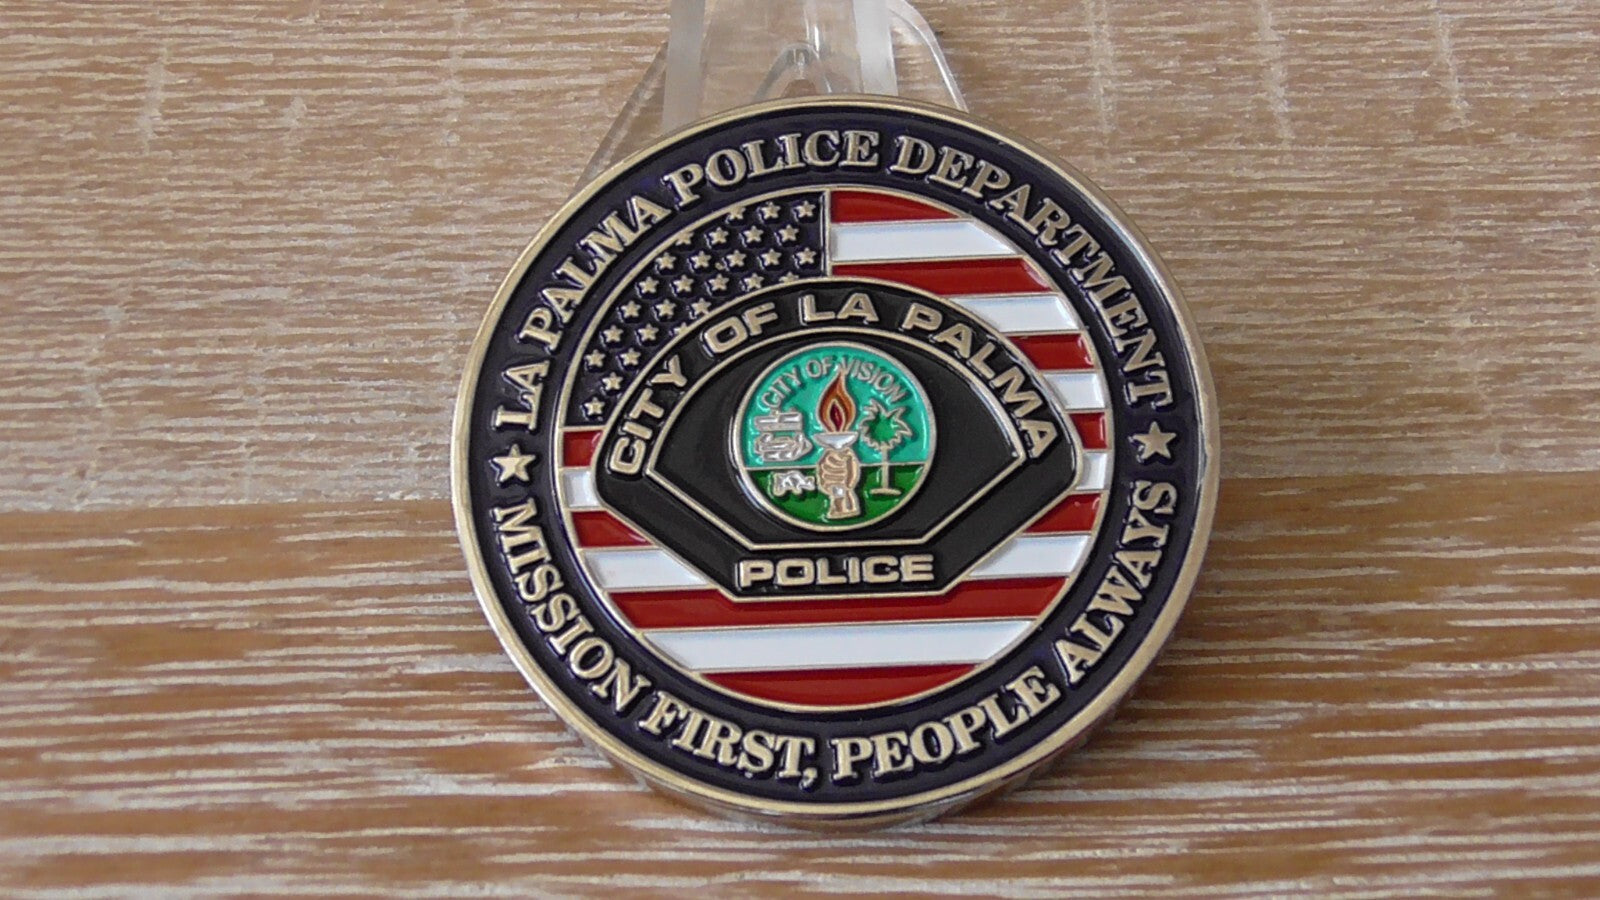 LA PALMA POLICE DEPARTMENT
CITY OF LA PALMA
CITY OF VISION
POLICE
MISSION FIRST, PEOPLE ALWAYS